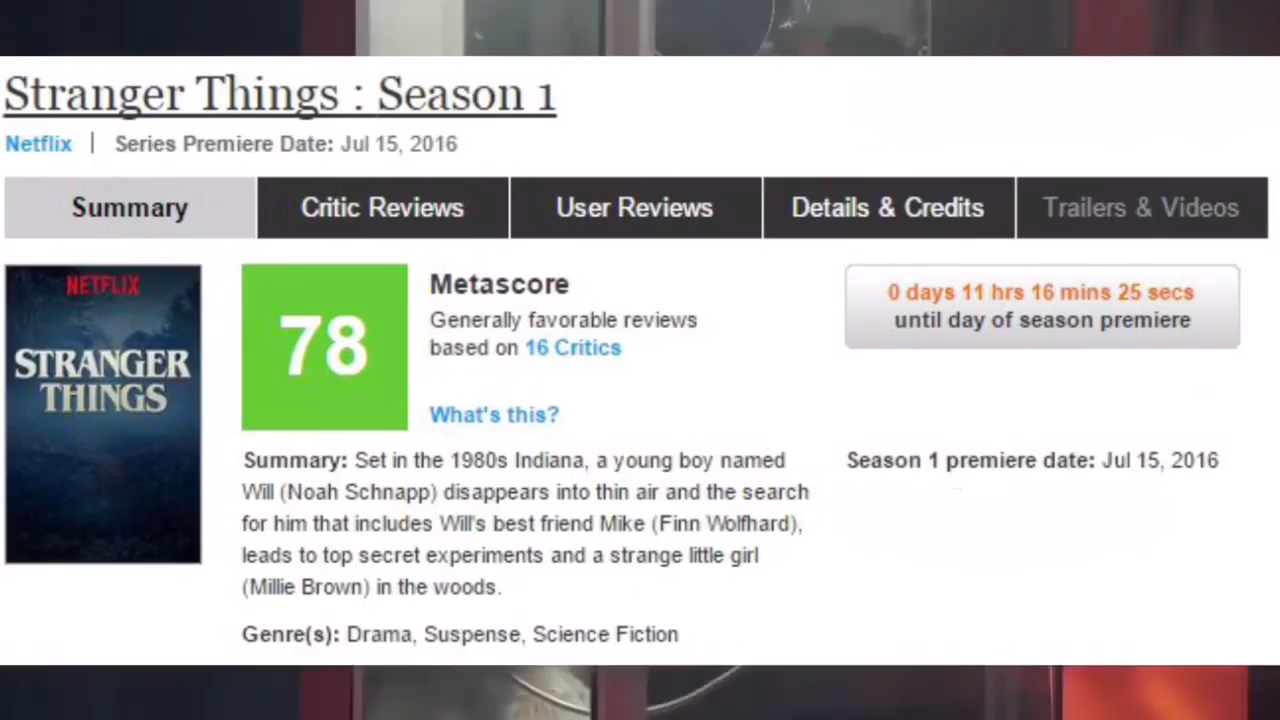 Stranger Things : Season 1
Netflix | Series Premiere Date: Jul 15, 2016
Summary Critic Reviews User Reviews Details & Credits Trailers & Videos
NETFLIX
STRANGER
THINGS
78
Metascore
Generally favorable reviews
based on 16 Critics
What's this?
0 days 11 hrs 16 mins 25 secs
until day of season premiere
Summary: Set in the 1980s Indiana, a young boy named
Will (Noah Schnapp) disappears into thin air and the search
for him that includes Will's best friend Mike (Finn Wolfhard),
leads to top secret experiments and a strange little girl
(Millie Brown) in the woods.
Genre(s): Drama, Suspense, Science Fiction
Season 1 premiere date: Jul 15, 2016